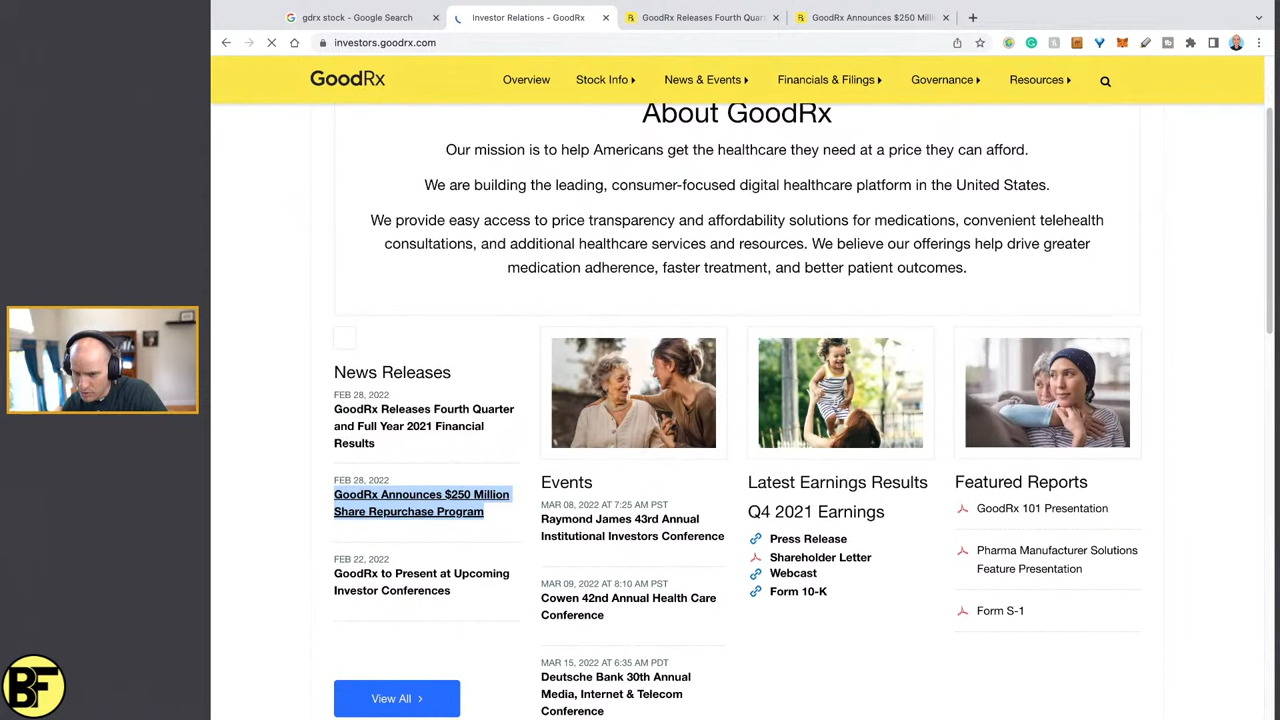 gdrx stock - Google Search
Investor Relations - GoodRx
GoodRx Releases Fourth Quar
GoodRx Announces $250 Milli
investors.goodrx.com
GoodRx
Overview
Stock Info
News & Events
Financials & Filings
Governance
Resources
About GoodRx
Our mission is to help Americans get the healthcare they need at a price they can afford.
We are building the leading, consumer-focused digital healthcare platform in the United States.
We provide easy access to price transparency and affordability solutions for medications, convenient telehealth
consultations, and additional healthcare services and resources. We believe our offerings help drive greater
medication adherence, faster treatment, and better patient outcomes.
News Releases
FEB 28, 2022
GoodRx Releases Fourth Quarter
and Full Year 2021 Financial
Results
FEB 28, 2022
GoodRx Announces $250 Million
Share Repurchase Program
FEB 22, 2022
GoodRx to Present at Upcoming
Investor Conferences
View All
Events
MAR 08, 2022 AT 7:25 AM PST
Raymond James 43rd Annual
Institutional Investors Conference
MAR 09, 2022 AT 8:10 AM PST
Cowen 42nd Annual Health Care
Conference
MAR 15, 2022 AT 6:35 AM PDT
Deutsche Bank 30th Annual
Media, Internet & Telecom
Conference
Latest Earnings Results
Q4 2021 Earnings
Press Release
Shareholder Letter
Webcast
Form 10-K
Featured Reports
GoodRx 101 Presentation
Pharma Manufacturer Solutions
Feature Presentation
Form S-1
BF